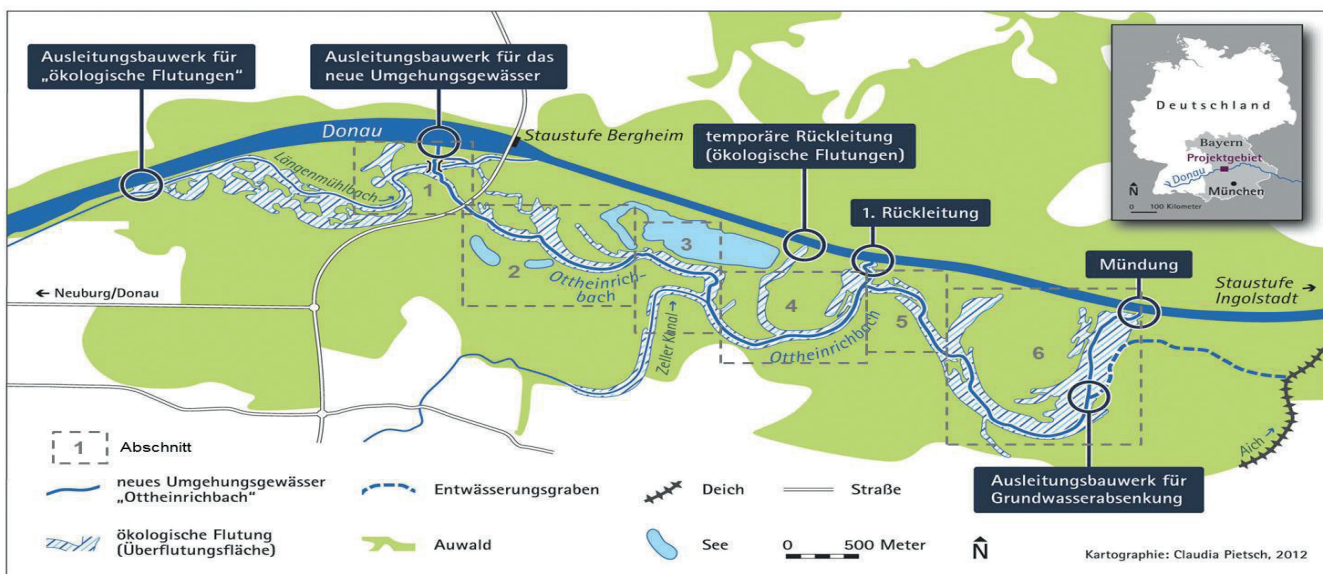 Ausleitungsbauwerk für
„ökologische Flutungen“
Ausleitungsbauwerk für das
neue Umgehungsgewässer
Donau
Staustufe Bergheim
temporäre Rückleitung
(ökologische Flutungen)
1. Rückleitung
Mündung
Staustufe
Ingolstadt
Deutschland
Bayern
Projektgebiet
Donau
München
N
0 100 Kilometer
Längenmühlbach
1
2
3
4
5
6
Ottheinrich-
bach
Zeller Kanal
Ottheinrichbach
← Neuburg/Donau
Aich
Ausleitungsbauwerk für
Grundwasserabsenkung
1 Abschnitt
neues Umgehungsgewässer
„Ottheinrichbach“
Entwässerungsgraben
Deich
Straße
ökologische Flutung
(Überflutungsfläche)
Auwald
See
0 500 Meter
N
Kartographie: Claudia Pietsch, 2012